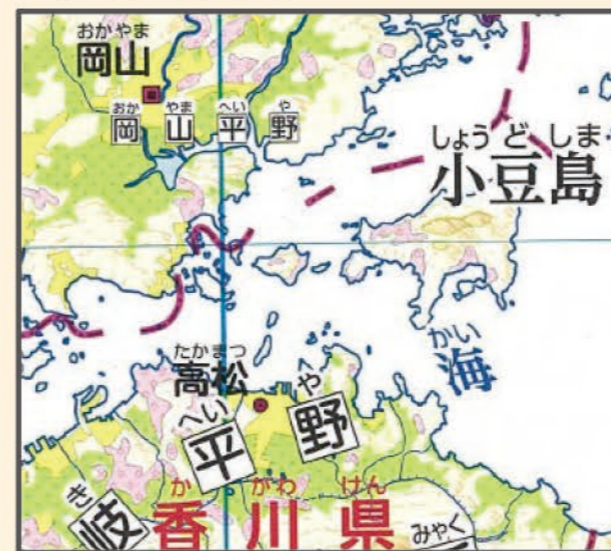 おかやま
岡山
おか やま へい や
岡山平野
しょうどしま
小豆島
かい
海
たかまつ
高松
へい や
平野
き
岐
か がわ けん
香川県
みゃく